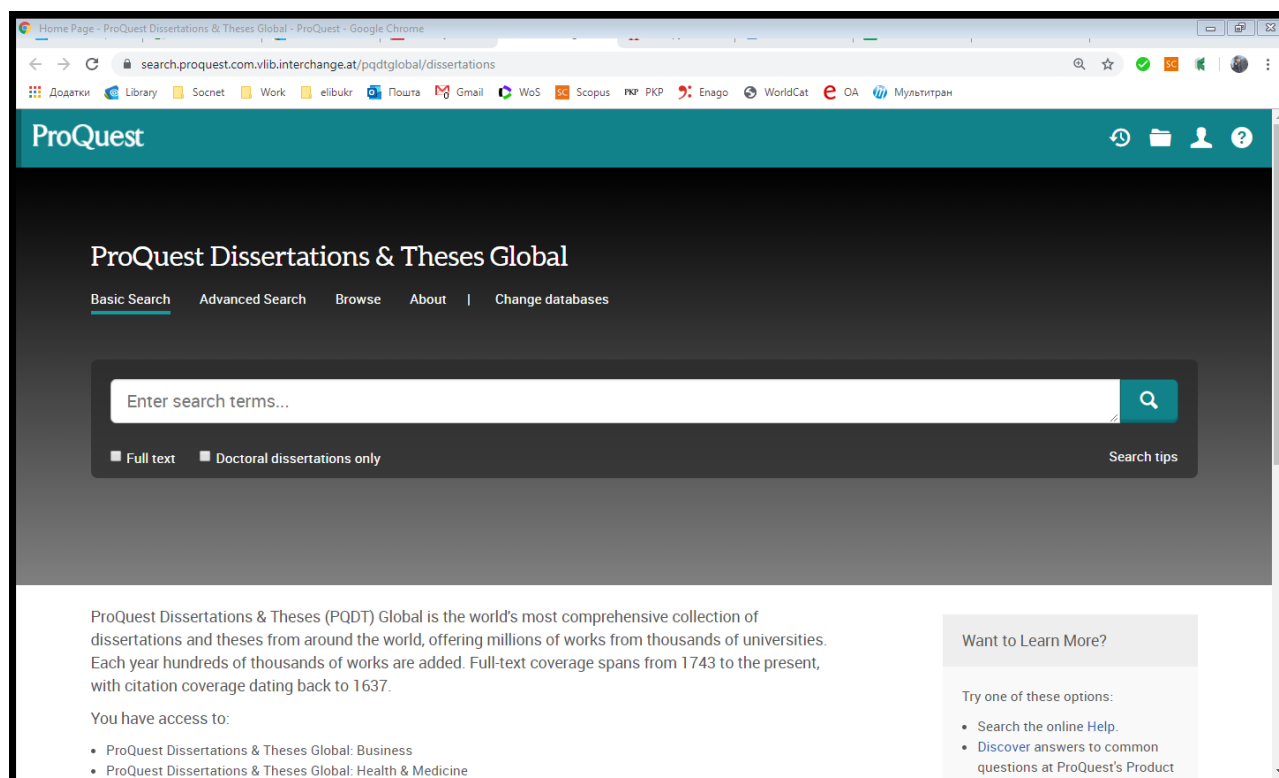 Home Page - ProQuest Dissertations & Theses Global - ProQuest - Google Chrome
search.proquest.com.vlib.interchange.at/pqdtglobal/dissertations
SC
Додатки Library Socnet Work elibukr Пошта Gmail WoS SC Scopus PKP PKP Enago WorldCat OA Мультитран
ProQuest
ProQuest Dissertations & Theses Global
Basic Search Advanced Search Browse About | Change databases
Enter search terms...
Full text Doctoral dissertations only Search tips
ProQuest Dissertations & Theses (PQDT) Global is the world's most comprehensive collection of
dissertations and theses from around the world, offering millions of works from thousands of universities.
Each year hundreds of thousands of works are added. Full-text coverage spans from 1743 to the present,
with citation coverage dating back to 1637.
You have access to:
• ProQuest Dissertations & Theses Global: Business
• ProQuest Dissertations & Theses Global: Health & Medicine
Want to Learn More?
Try one of these options:
• Search the online Help.
• Discover answers to common
questions at ProQuest's Product